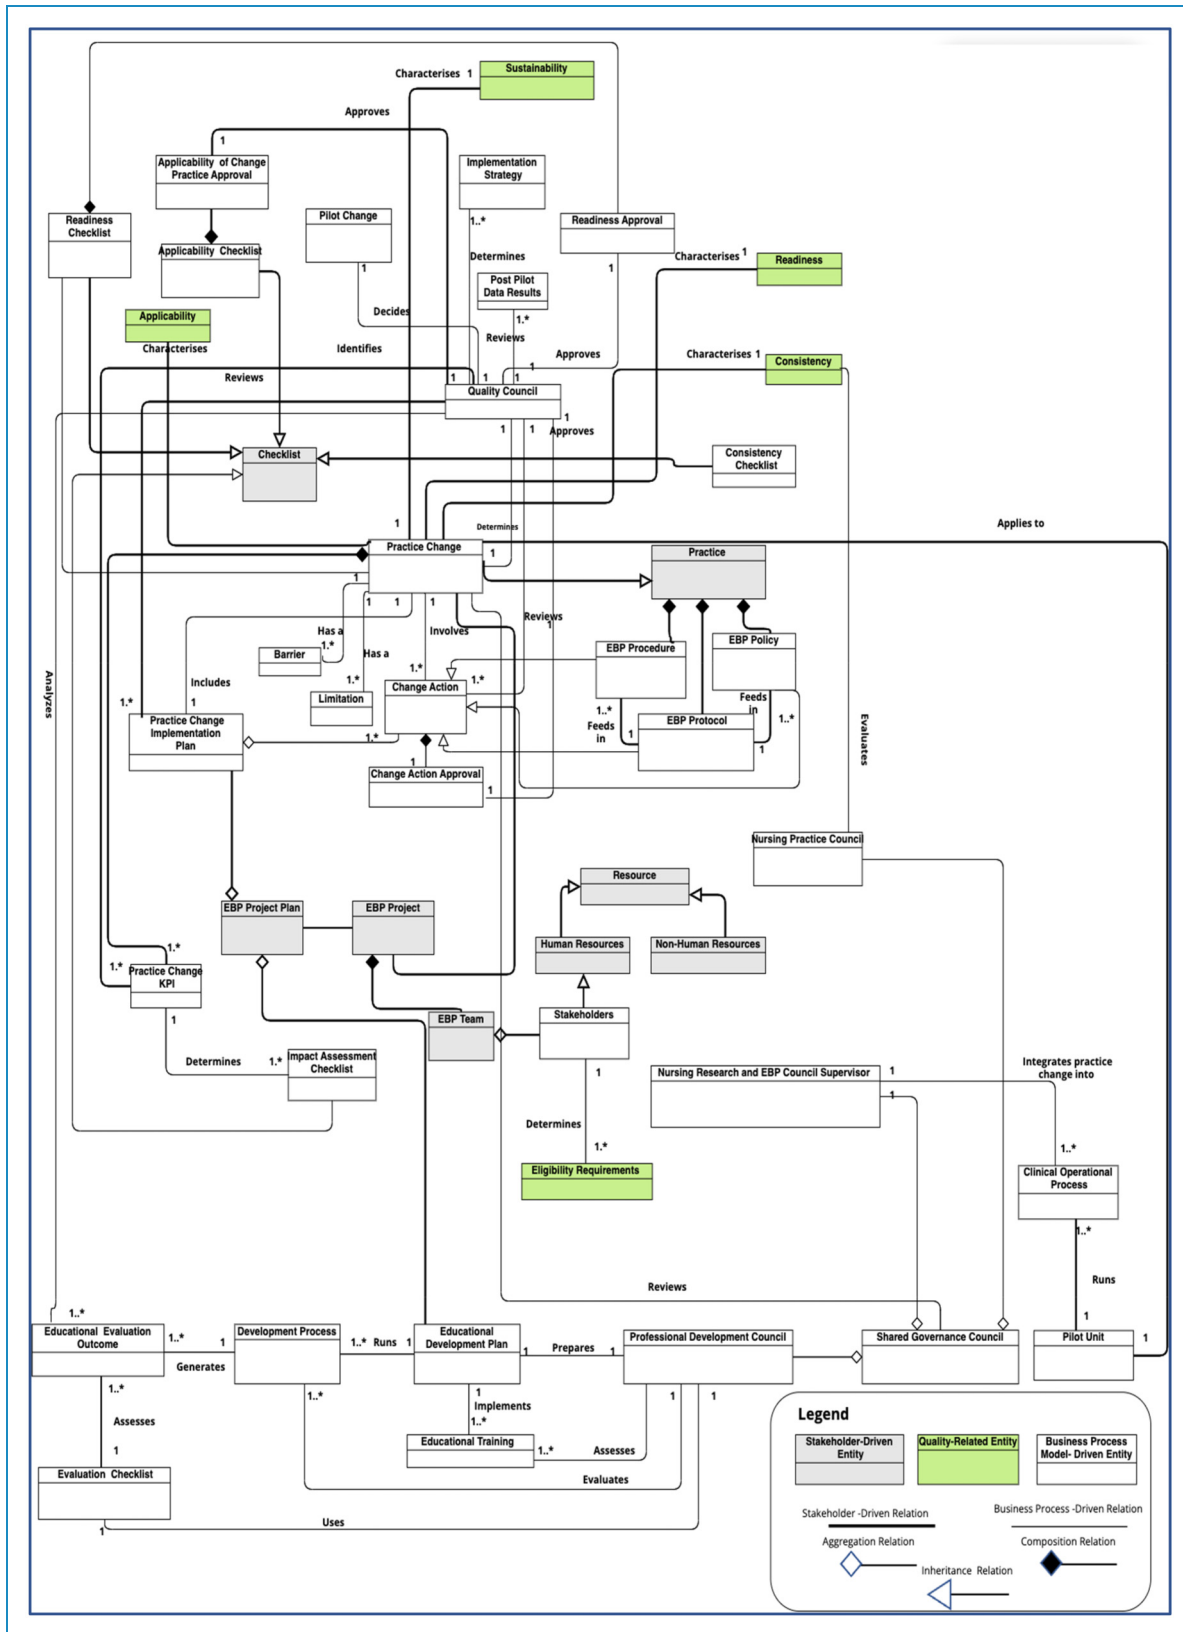 Sustainability
Characterises 1
Approves
1
Applicability of Change
Practice Approval
Implementation
Strategy
Readiness
Checklist
Pilot Change
1..*
Readiness Approval
Applicability Checklist
Determines
Characterises 1
Readiness
1
1
Post Pilot
Data Results
Applicability
Decides
1.*
Characterises
Identifies
Reviews
Approves
Characterises 1
Consistency
Reviews
1
1
1
1
Quality Council
1
1
1
Approves
Checklist
Consistency
Checklist
1
Determines
Applies to
Practice Change
1
Practice
1
1
1
1
Reviews
1
Has a
1.*
Involves
EBP Procedure
EBP Policy
Barrier
Has a
1.*
1.*
1.*
Analyzes
Includes
Change Action
Limitation
Feeds
in
1.*
1
1..*
1..*
Practice Change
Implementation
Plan
EBP Protocol
Feeds
in
1
1
Evaluates
1.*
1
Change Action Approval
1
Nursing Practice Council
Resource
EBP Project Plan
EBP Project
Human Resources
Non-Human Resources
1.*
1.*
Practice Change
KPI
EBP Team
Stakeholders
1
Determines
1.*
Impact Assessment
Checklist
1
Nursing Research and EBP Council Supervisor
1
1
Integrates practice
change into
Determines
1.*
1..*
Eligibility Requirements
Clinical Operational
Process
1..*
Runs
Reviews
1..*
1
Educational Evaluation
Outcome
1..*
1
Generates
Development Process
1..*
Runs
1
Educational
Development Plan
1
Prepares
1
Professional Development Council
Shared Governance Council
Pilot Unit
1
1..*
1..*
1
Implements
1..*
1
1
Assesses
1
Educational Training
1..*
Assesses
Evaluation Checklist
Evaluates
1
Uses
Legend
Stakeholder-Driven
Entity
Quality-Related Entity
Business Process
Model- Driven Entity
Stakeholder -Driven Relation
Business Process -Driven Relation
Aggregation Relation
Composition Relation
Inheritance Relation